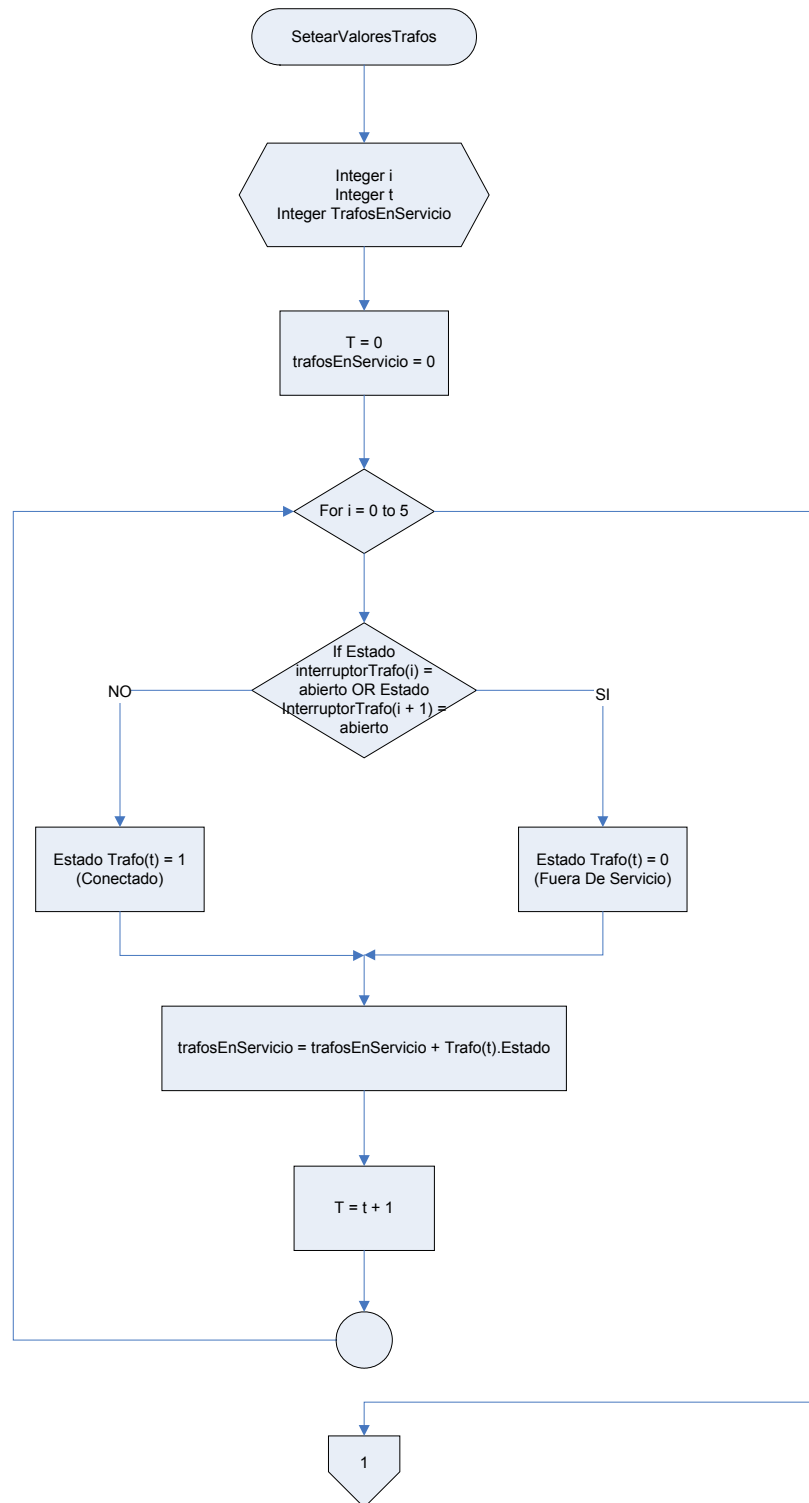 SetearValoresTrafos
Integer i
Integer t
Integer TrafosEnServicio
T = 0
trafosEnServicio = 0
For i = 0 to 5
If Estado
interruptorTrafo(i) =
abierto OR Estado
InterruptorTrafo(i + 1) =
abierto
NO
SI
Estado Trafo(t) = 1
(Conectado)
Estado Trafo(t) = 0
(Fuera De Servicio)
trafosEnServicio = trafosEnServicio + Trafo(t).Estado
T = t + 1
1